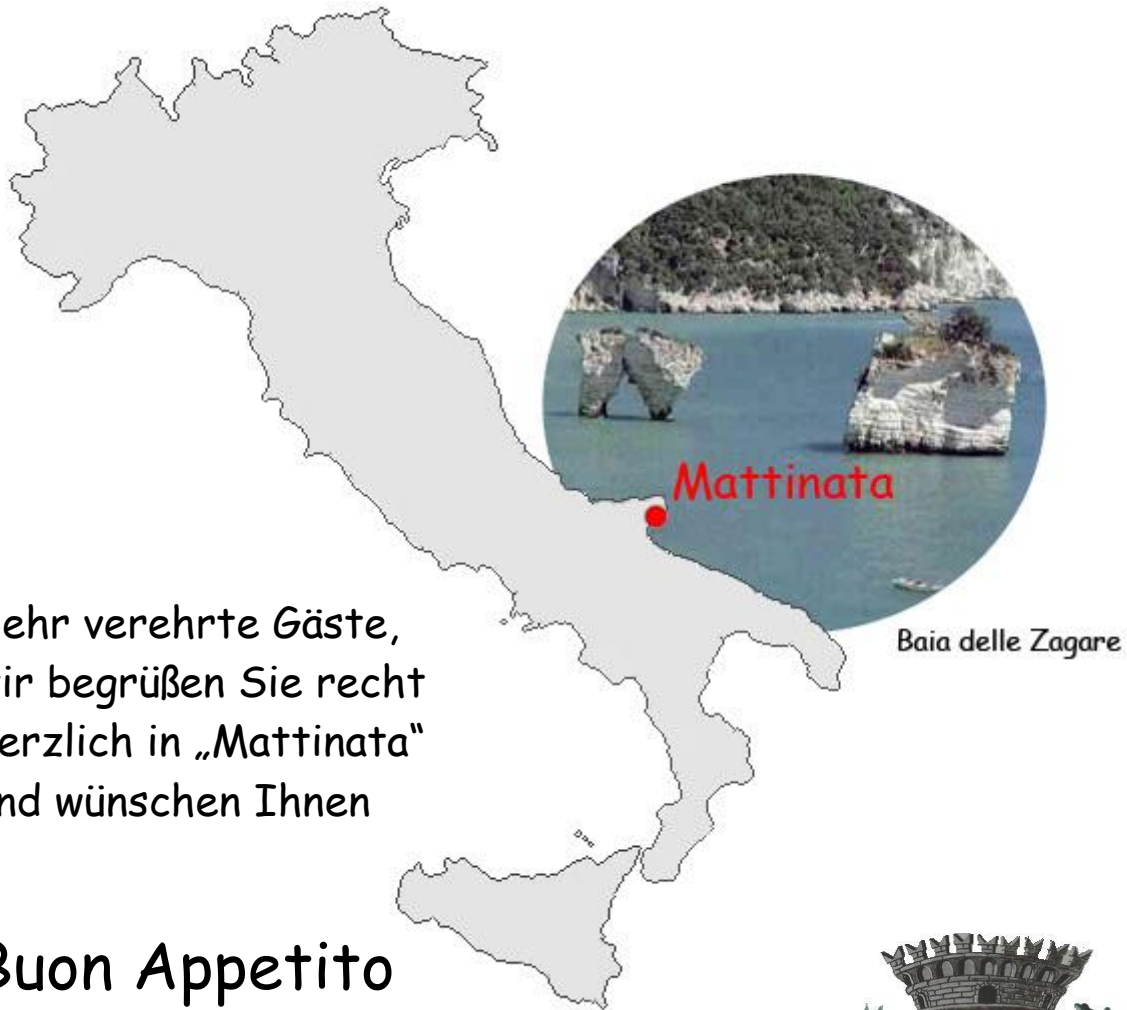 Mattinata
Baia delle Zagare
ehr verehrte Gäste,
ir begrüßen Sie recht
erzlich in „Mattinata“
nd wünschen Ihnen
Buon Appetito